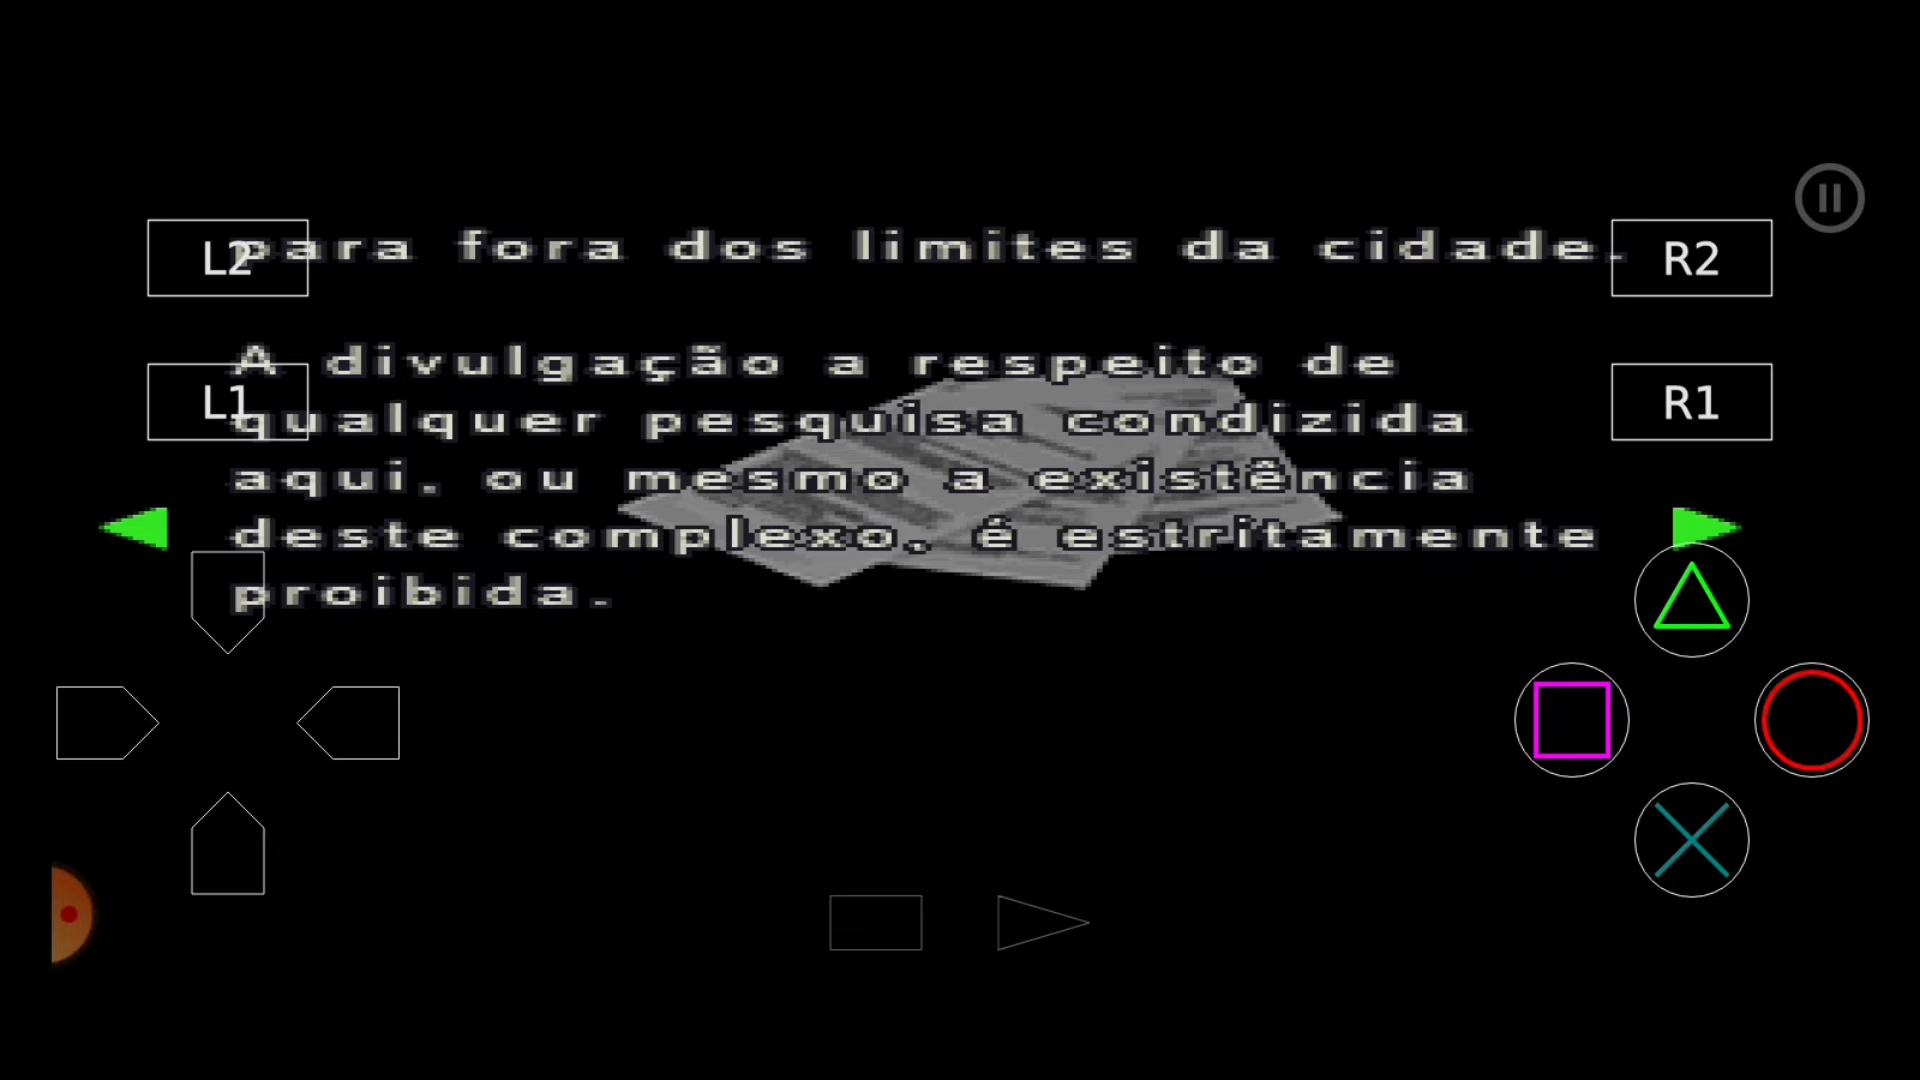 para fora dos limites da cidade.
A divulgação a respeito de
qualquer pesquisa condizida
aqui, ou mesmo a existência
deste complexo, é estritamente
proibida.
L2
R2
L1
R1